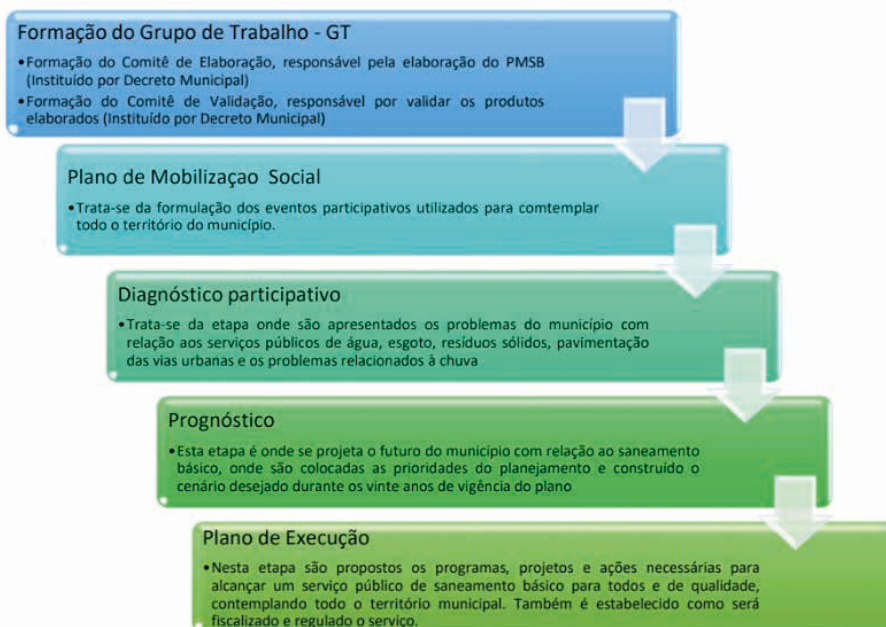 Formação do Grupo de Trabalho - GT
•Formação do Comitê de Elaboração, responsável pela elaboração do PMSB
(Instituído por Decreto Municipal)
•Formação do Comitê de Validação, responsável por validar os produtos
elaborados (Instituído por Decreto Municipal)
Plano de Mobilizaçao Social
•Trata-se da formulação dos eventos participativos utilizados para comtemplar
todo o território do município.
Diagnóstico participativo
•Trata-se da etapa onde são apresentados os problemas do município com
relação aos serviços públicos de água, esgoto, resíduos sólidos, pavimentação
das vias urbanas e os problemas relacionados à chuva
Prognóstico
•Esta etapa é onde se projeta o futuro do município com relação ao saneamento
básico, onde são colocadas as prioridades do planejamento e construído o
cenário desejado durante os vinte anos de vigência do plano
Plano de Execução
•Nesta etapa são propostos os programas, projetos e ações necessárias para
alcançar um serviço público de saneamento básico para todos e de qualidade,
contemplando todo o território municipal. Também é estabelecido como será
fiscalizado e regulado o serviço.